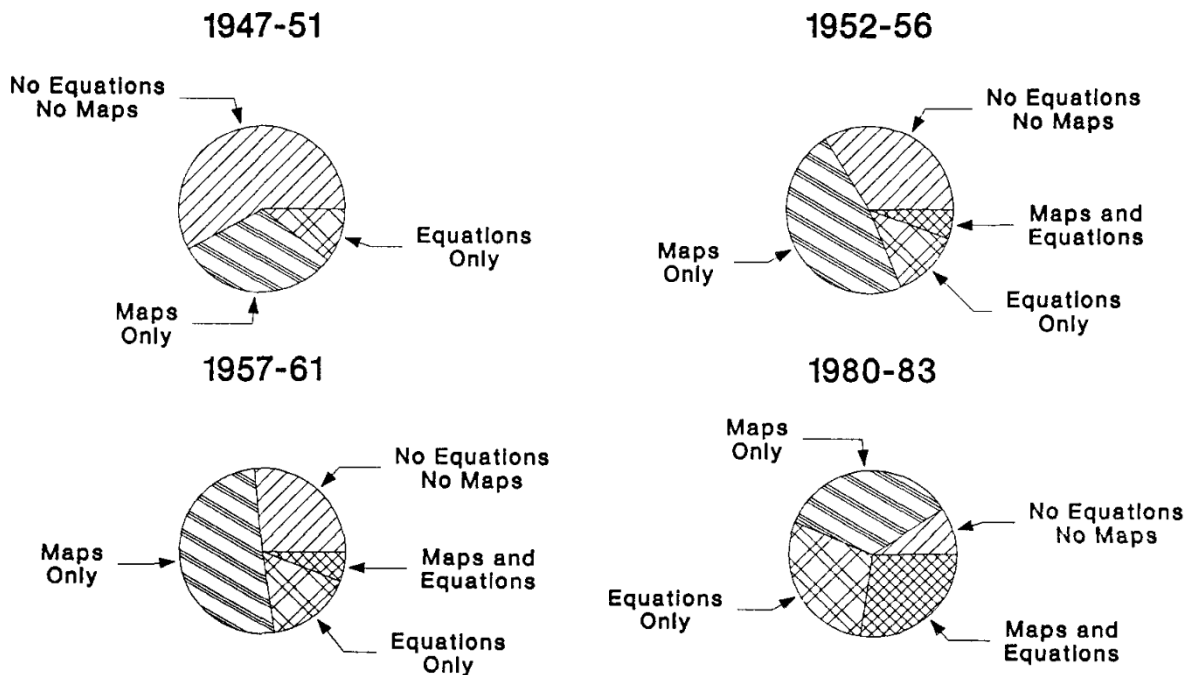 1947-51
No Equations
No Maps
Equations
Only
Maps
Only
1952-56
No Equations
No Maps
Maps and
Equations
Maps
Only
Equations
Only
1957-61
No Equations
No Maps
Maps
Only
Maps and
Equations
Equations
Only
1980-83
Maps
Only
No Equations
No Maps
Equations
Only
Maps and
Equations